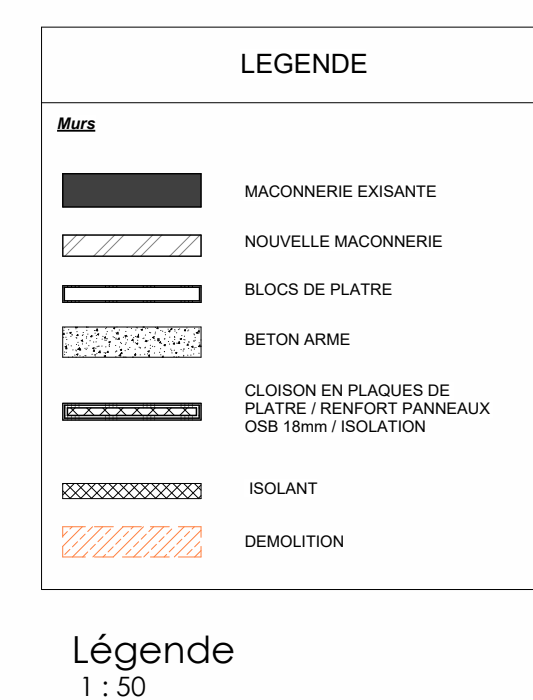 LEGENDE
Murs
MACONNERIE EXISANTE
NOUVELLE MACONNERIE
BLOCS DE PLATRE
BETON ARME
CLOISON EN PLAQUES DE
PLATRE / RENFORT PANNEAUX
OSB 18mm / ISOLATION
ISOLANT
DEMOLITION
Légende
1 : 50